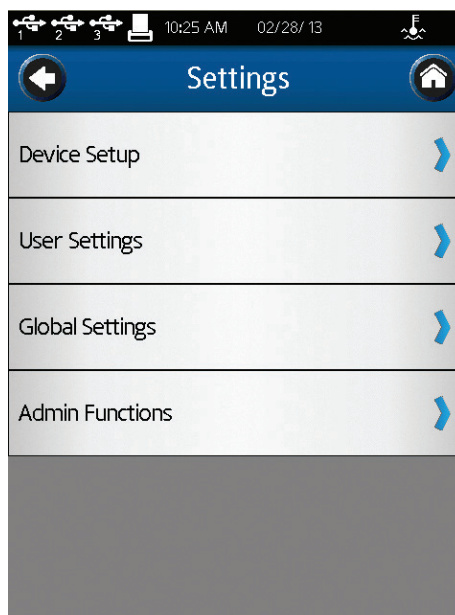 1 2 3 10:25 AM 02/28/ 13
Settings
Device Setup
User Settings
Global Settings
Admin Functions